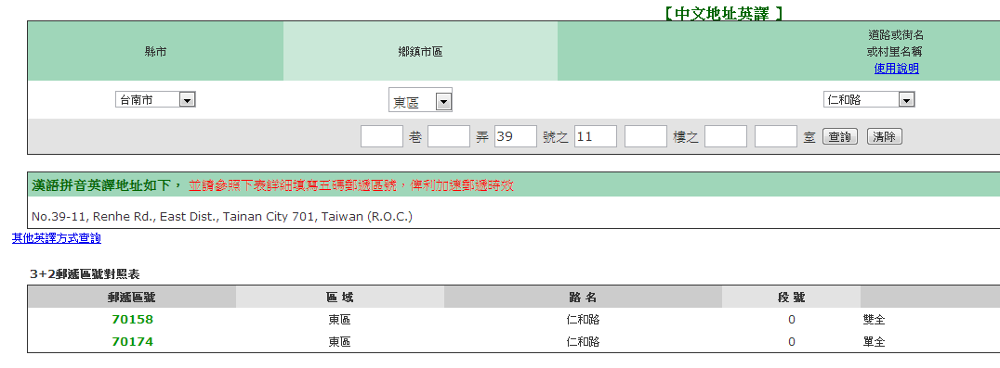 【中文地址英譯 】
縣市 鄉鎮市區 道路或街名
或村里名稱
使用說明
台南市 東區 仁和路
巷 弄 39 號之 11 樓之 室 查詢 清除
漢語拼音英譯地址如下， 並請參照下表詳細填寫五碼郵遞區號，俾利加速郵遞時效
No.39-11, Renhe Rd., East Dist., Tainan City 701, Taiwan (R.O.C.)
其他英譯方式查詢
3+2郵遞區號對照表
郵遞區號 區 域 路 名 段 號
70158 東區 仁和路 0 雙全
70174 東區 仁和路 0 單全